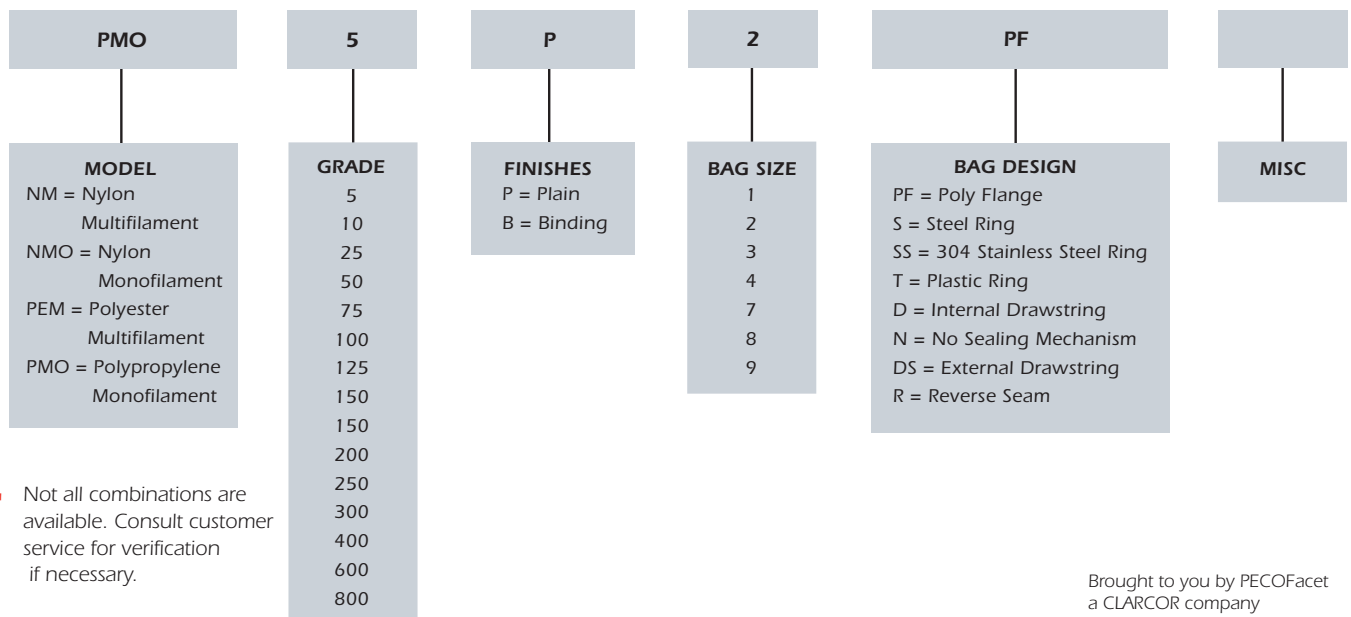 PMO 5 P 2 PF
MODEL
NM = Nylon
Multifilament
NMO = Nylon
Monofilament
PEM = Polyester
Multifilament
PMO = Polypropylene
Monofilament
GRADE
5
10
25
50
75
100
125
150
150
200
250
300
400
600
800
FINISHES
P = Plain
B = Binding
BAG SIZE
1
2
3
4
7
8
9
BAG DESIGN
PF = Poly Flange
S = Steel Ring
SS = 304 Stainless Steel Ring
T = Plastic Ring
D = Internal Drawstring
N = No Sealing Mechanism
DS = External Drawstring
R = Reverse Seam
MISC
Not all combinations are
available. Consult customer
service for verification
if necessary.
Brought to you by PECOFacet
a CLARCOR company